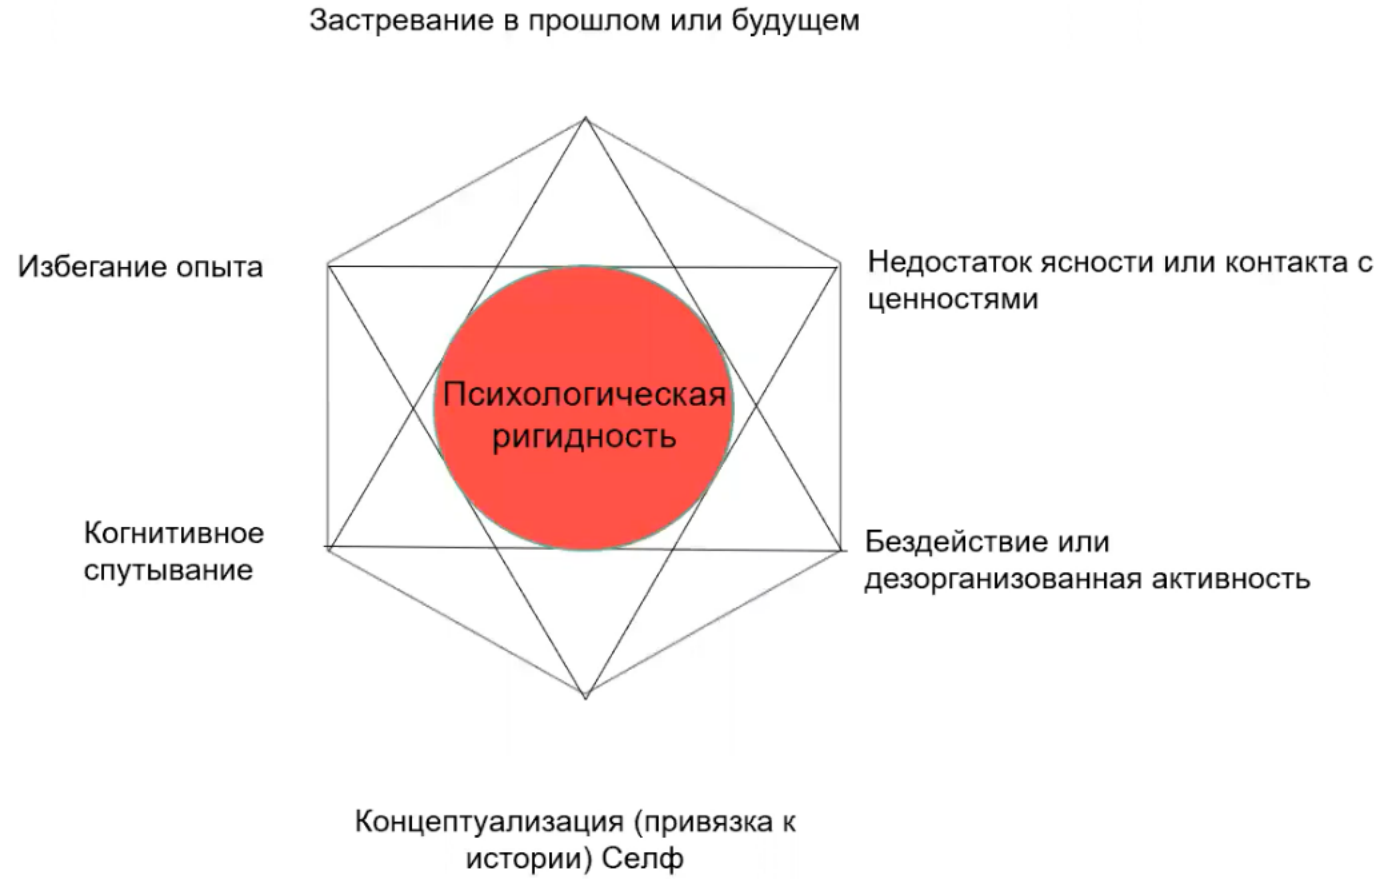 Застревание в прошлом или будущем
Избегание опыта
Недостаток ясности или контакта с
ценностями
Психологическая
ригидность
Когнитивное
спутывание
Бездействие или
дезорганизованная активность
Концептуализация (привязка к
истории) Селф